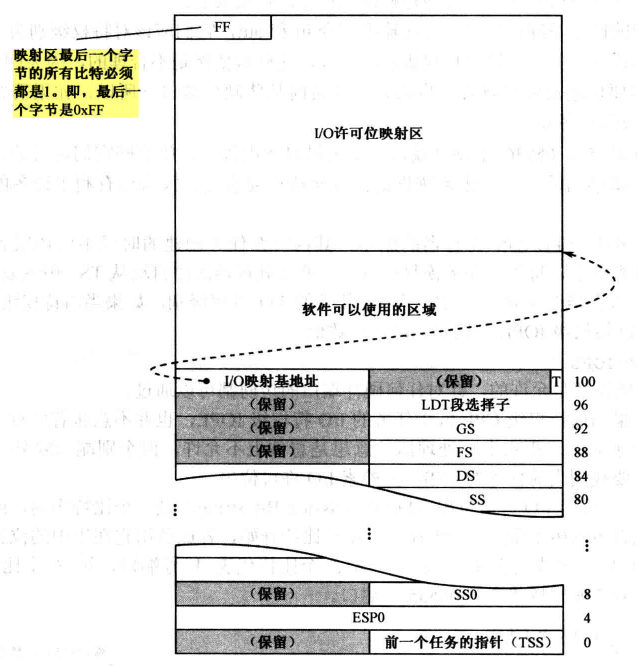 FF
映射区最后一个字
节的所有比特必须
都是1。即，最后一
个字节是0xFF
I/O许可位映射区
软件可以使用的区域
I/O映射基地址 （保留） T 100
（保留） LDT段选择子 96
（保留） GS 92
（保留） FS 88
DS 84
SS 80
（保留） SS0 8
ESP0 4
（保留） 前一个任务的指针（TSS） 0